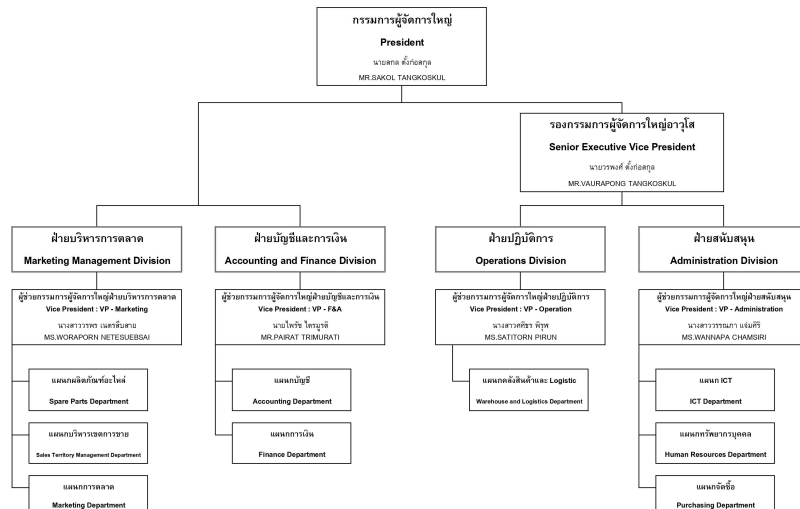 กรรมการผู้จัดการใหญ่
President
นายสกล ตั้งก่อสกุล
MR.SAKOL TANGKOSKUL
รองกรรมการผู้จัดการใหญ่อาวุโส
Senior Executive Vice President
นายวรพงศ์ ตั้งก่อสกุล
MR.VAURAPONG TANGKOSKUL
ฝ่ายบริหารการตลาด
Marketing Management Division
ผู้ช่วยกรรมการผู้จัดการใหญ่ฝ่ายบริหารการตลาด
Vice President : VP - Marketing
นางสาววรพร เนตรสืบสาย
MS.WORAPORN NETESUEBSAI
แผนกผลิตภัณฑ์อะไหล่
Spare Parts Department
แผนกบริหารเขตการขาย
Sales Territory Management Department
แผนกการตลาด
Marketing Department
ฝ่ายบัญชีและการเงิน
Accounting and Finance Division
ผู้ช่วยกรรมการผู้จัดการใหญ่ฝ่ายบัญชีและการเงิน
Vice President : VP - F&A
นายไพรัช ไตรมูรติ
MR.PAIRAT TRIMURATI
แผนกบัญชี
Accounting Department
แผนกการเงิน
Finance Department
ฝ่ายปฏิบัติการ
Operations Division
ผู้ช่วยกรรมการผู้จัดการใหญ่ฝ่ายปฏิบัติการ
Vice President : VP - Operation
นางสาวศศิธร พิรุพ
MS.SATITORN PIRUN
แผนกคลังสินค้าและ Logistic
Warehouse and Logistics Department
ฝ่ายสนับสนุน
Administration Division
ผู้ช่วยกรรมการผู้จัดการใหญ่ฝ่ายสนับสนุน
Vice President : VP - Administration
นางสาววรรณภา แจ่มศิริ
MS.WANNAPA CHAMSIRI
แผนก ICT
ICT Department
แผนกทรัพยากรบุคคล
Human Resources Department
แผนกจัดซื้อ
Purchasing Department